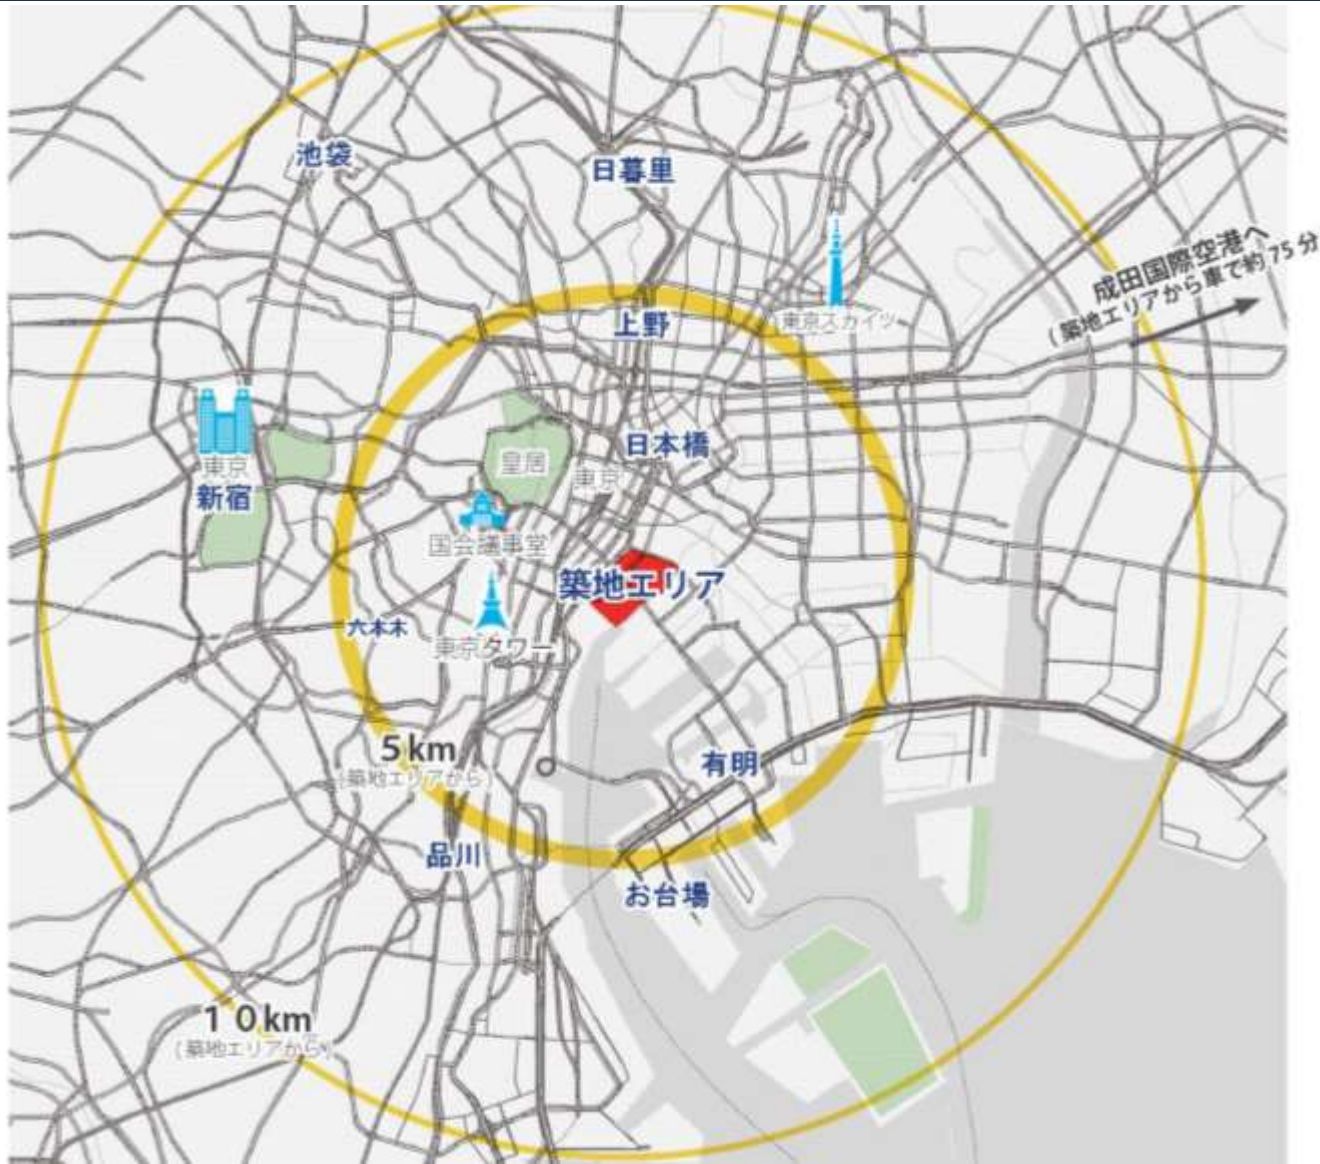 池袋
日暮里
成田国際空港へ
(築地エリアから車で約75分
上野
東京スカイツ
日本橋
皇居
東京
東京
新宿
国会議事堂
築地エリア
六本木
東京タワー
5km
(築地エリアから)
有明
品川
お台場
10km
(築地エリアから)